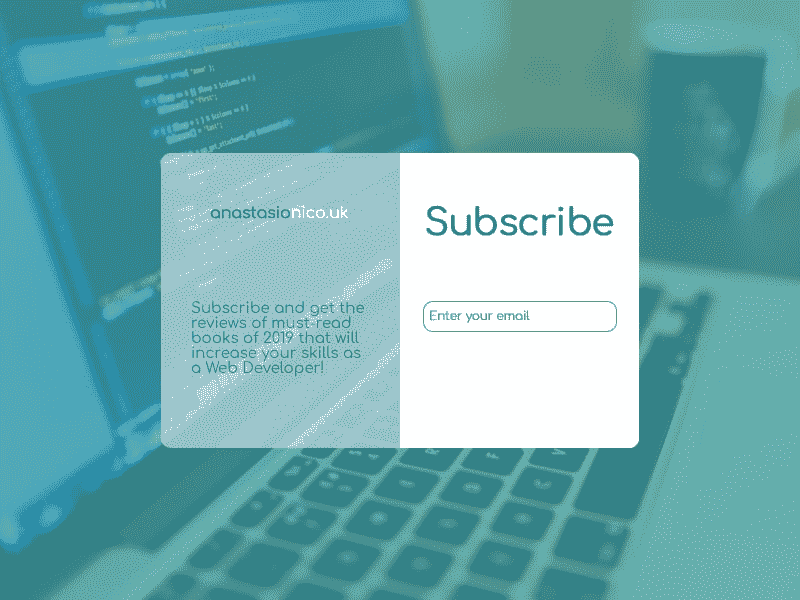 anastasionico.uk
Subscribe
Subscribe and get the
reviews of must-read
books of 2019 that will
increase your skills as
a Web Developer!
Enter your email